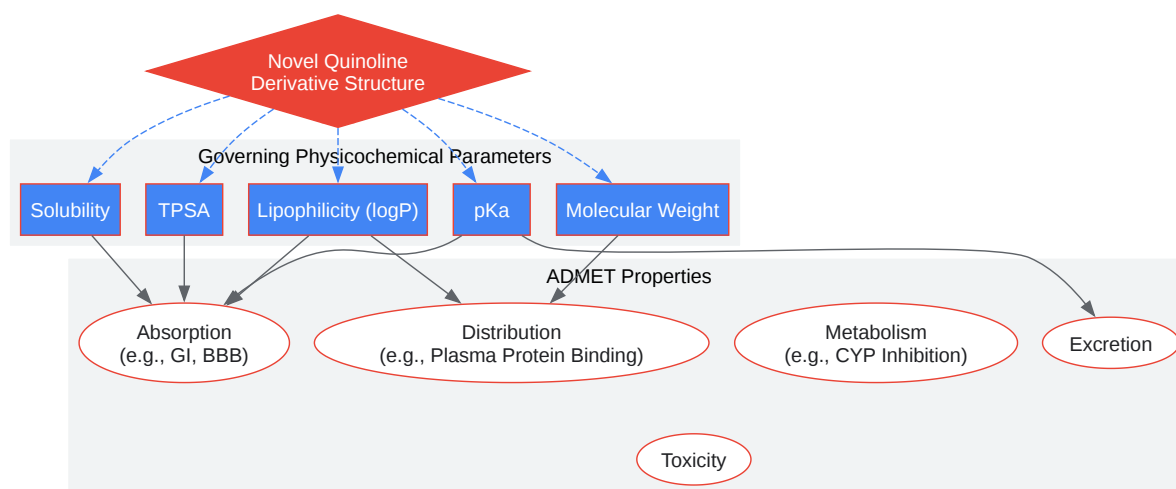 Novel Quinoline
Derivative Structure
Governing Physicochemical Parameters
Solubility
TPSA
Lipophilicity (logP)
pKa
Molecular Weight
ADMET Properties
Absorption
(e.g., GI, BBB)
Distribution
(e.g., Plasma Protein Binding)
Metabolism
(e.g., CYP Inhibition)
Excretion
Toxicity